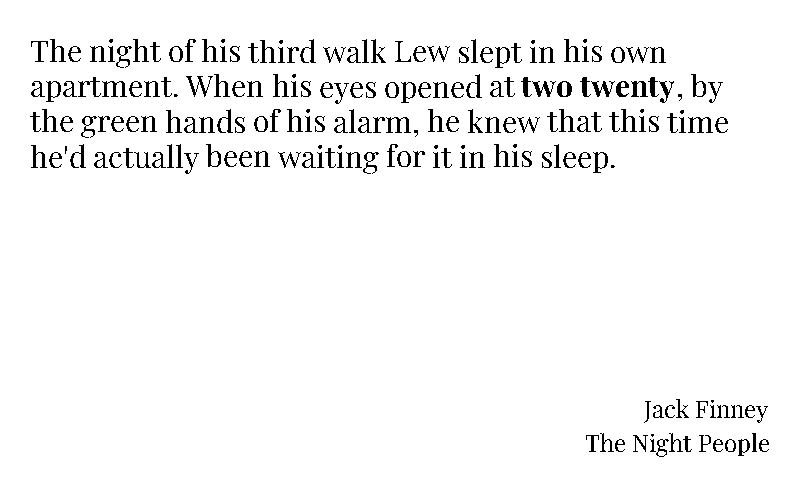 The night of his third walk Lew slept in his own
apartment. When his eyes opened at two twenty, by
the green hands of his alarm, he knew that this time
he'd actually been waiting for it in his sleep.
Jack Finney
The Night People